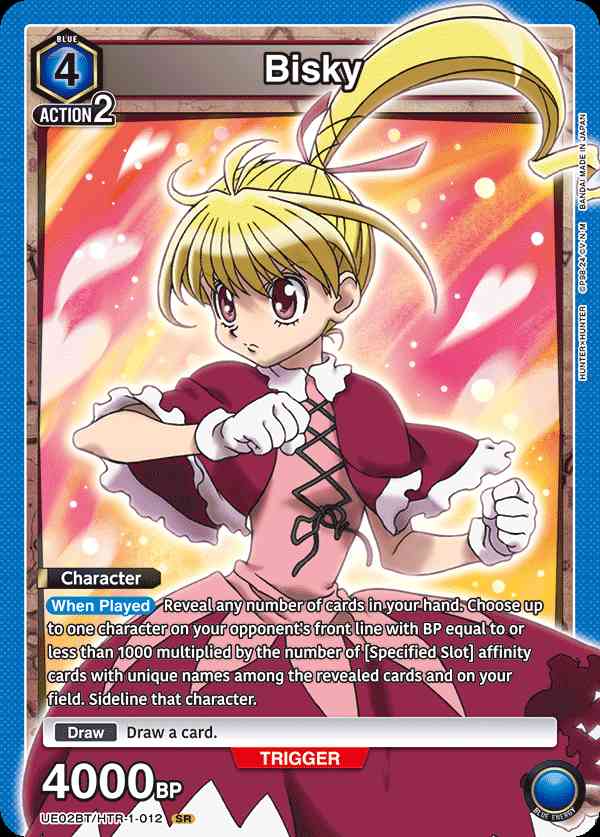 BLUE
4
Bisky
ACTION 2
HUNTER×HUNTER ©P98-24 ©V・N・M BANDAI MADE IN JAPAN
Character
When Played Reveal any number of cards in your hand. Choose up
to one character on your opponent's front line with BP equal to or
less than 1000 multiplied by the number of [Specified Slot] affinity
cards with unique names among the revealed cards and on your
field. Sideline that character.
Draw Draw a card.
TRIGGER
4000 BP
UE02BT/HTR-1-012 SR
BLUE ENERGY